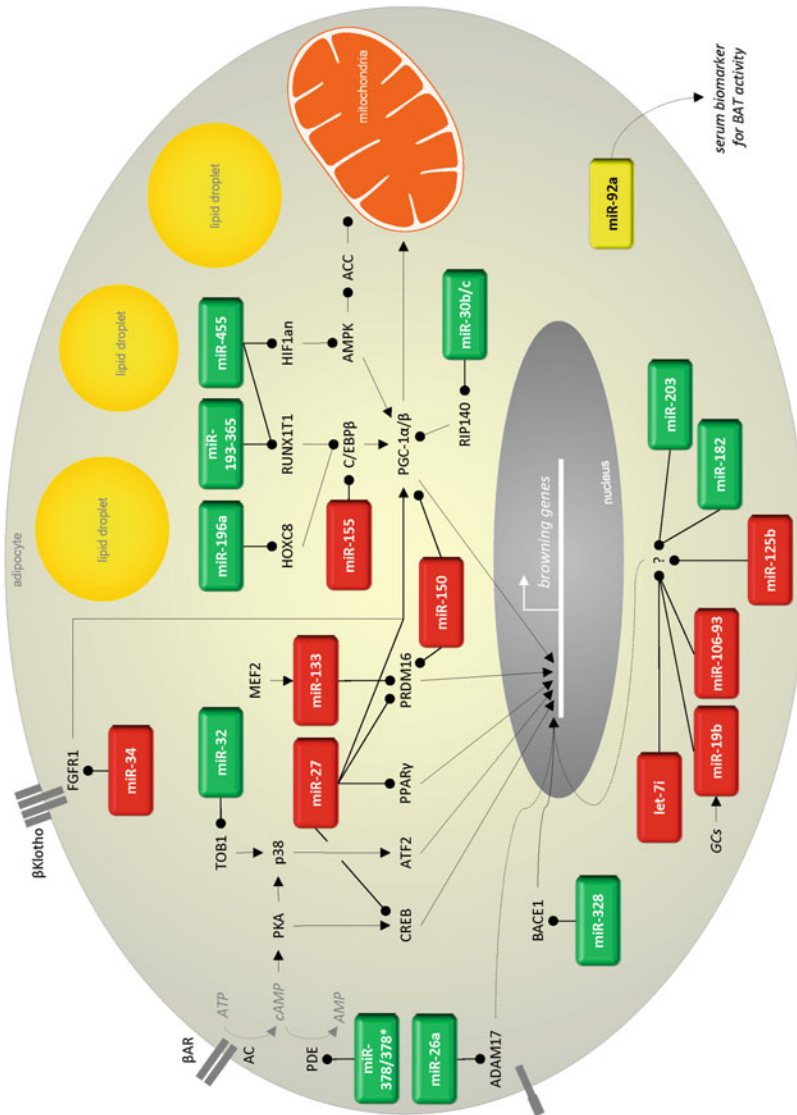 adipocyte
lipid droplet
lipid droplet
lipid droplet
mitochondria
βKlotho
FGFR1
miR-34
βAR
ATP
AC
cAMP
PDE
AMP
miR-
378/378*
PKA
p38
TOB1
miR-32
miR-26a
ADAM17
CREB
ATF2
miR-27
PPARγ
MEF2
miR-133
PRDM16
miR-150
miR-196a
miR-
193-365
miR-455
HOXC8
RUNX1T1
HIF1an
miR-155
C/EBPβ
AMPK
ACC
PGC-1α/β
RIP140
miR-30b/c
browning genes
nucleus
BACE1
miR-328
?
let-7i
GCs
miR-19b
miR-106-93
miR-125b
miR-182
miR-203
miR-92a
serum biomarker
for BAT activity